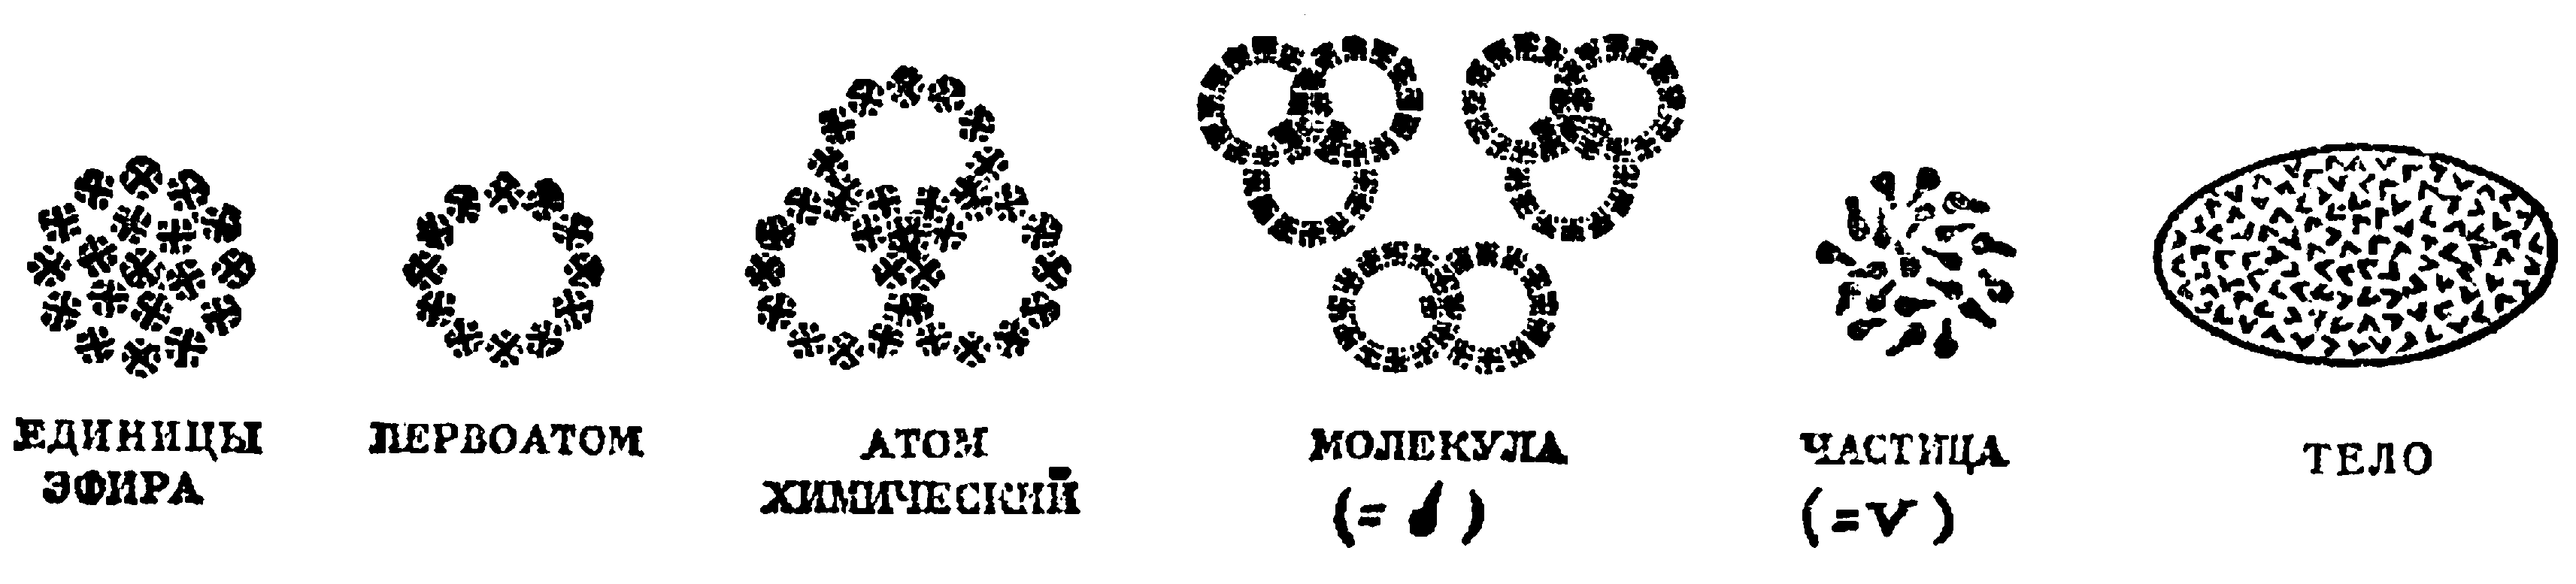 ЕДИНИЦЫ
ЭФИРА
ПЕРВОАТОМ
АТОМ
ХИМИЧЕСКИЙ
МОЛЕКУЛА
(= )
ЧАСТИЦА
(=v)
ТЕЛО